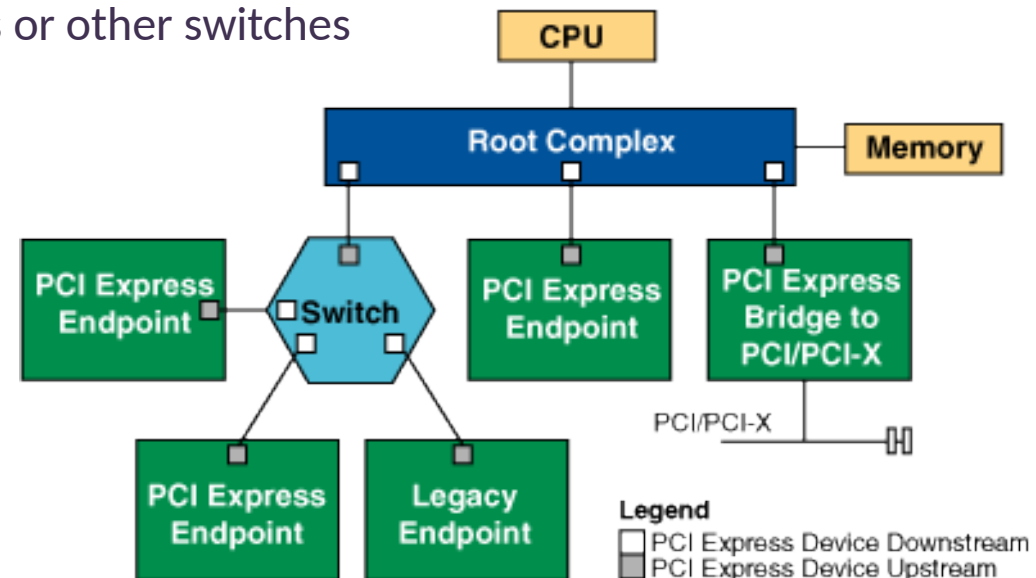 or other switches
CPU
Root Complex
Memory
PCI Express
Endpoint
Switch
PCI Express
Endpoint
PCI Express
Bridge to
PCI/PCI-X
PCI/PCI-X
PCI Express
Endpoint
Legacy
Endpoint
Legend
PCI Express Device Downstream
PCI Express Device Upstream